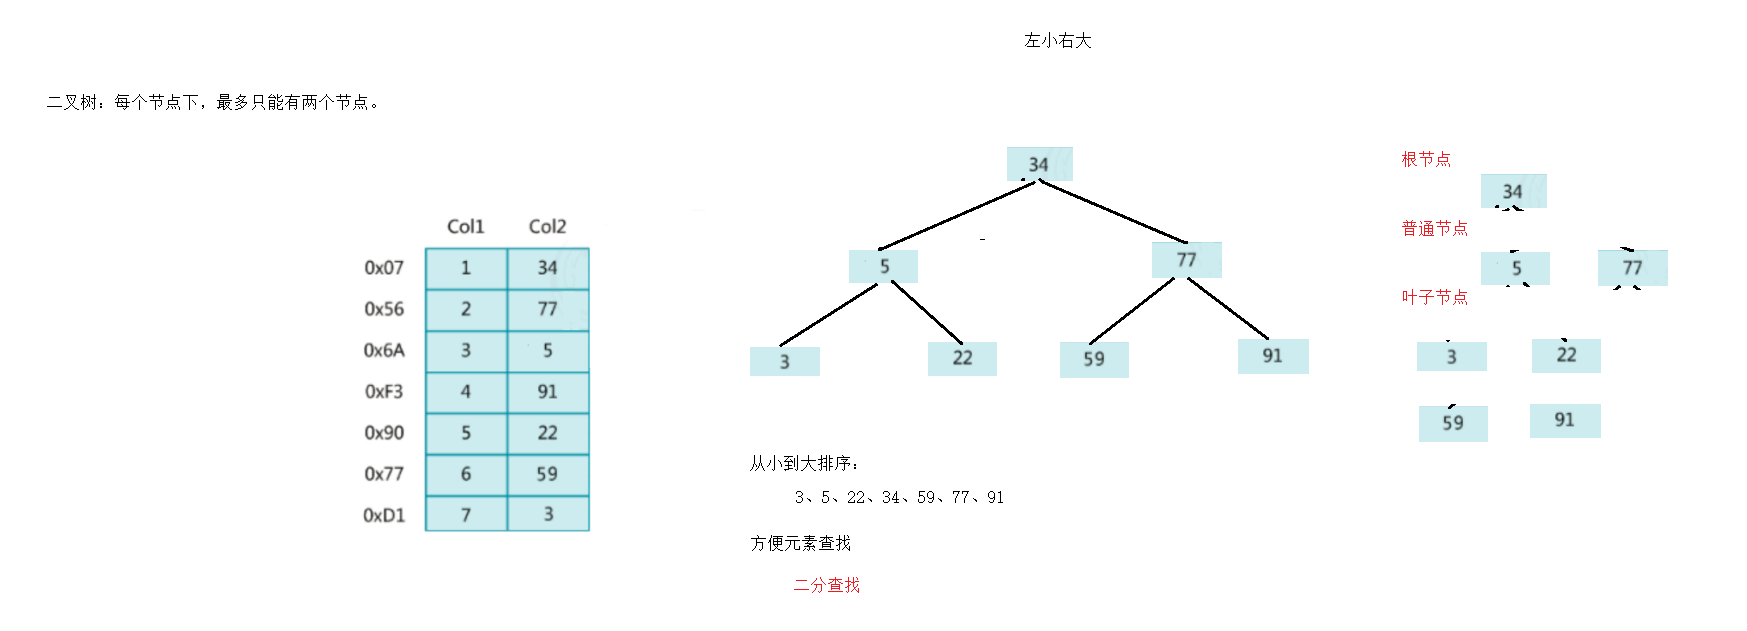 左小右大
二叉树：每个节点下，最多只能有两个节点。
Col1 Col2
0x07 1 34
0x56 2 77
0x6A 3 5
0xF3 4 91
0x90 5 22
0x77 6 59
0xD1 7 3
34
5 77
3 22 59 91
从小到大排序：
3、5、22、34、59、77、91
方便元素查找
二分查找
根节点
34
普通节点
5 77
叶子节点
3 22
59 91